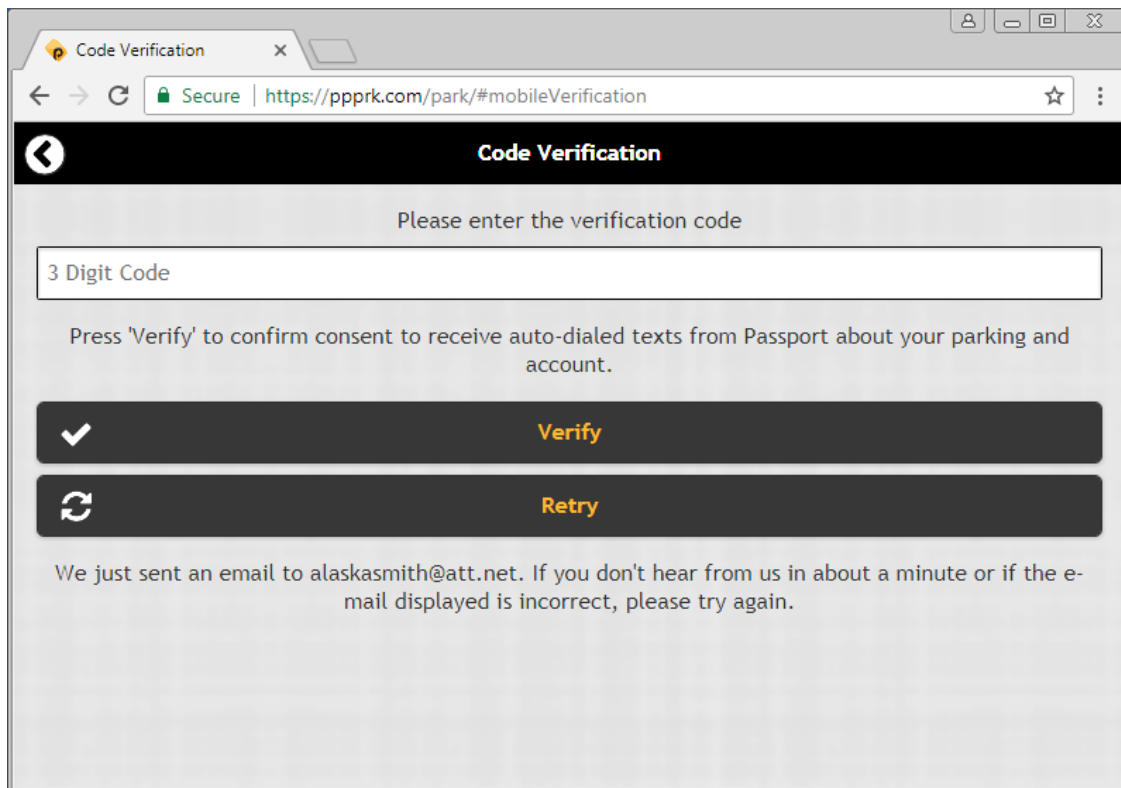 Code Verification
Secure | https://ppprk.com/park/#mobileVerification
Code Verification
Please enter the verification code
3 Digit Code
Press 'Verify' to confirm consent to receive auto-dialed texts from Passport about your parking and
account.
Verify
Retry
We just sent an email to alaskasmith@att.net. If you don't hear from us in about a minute or if the e-
mail displayed is incorrect, please try again.